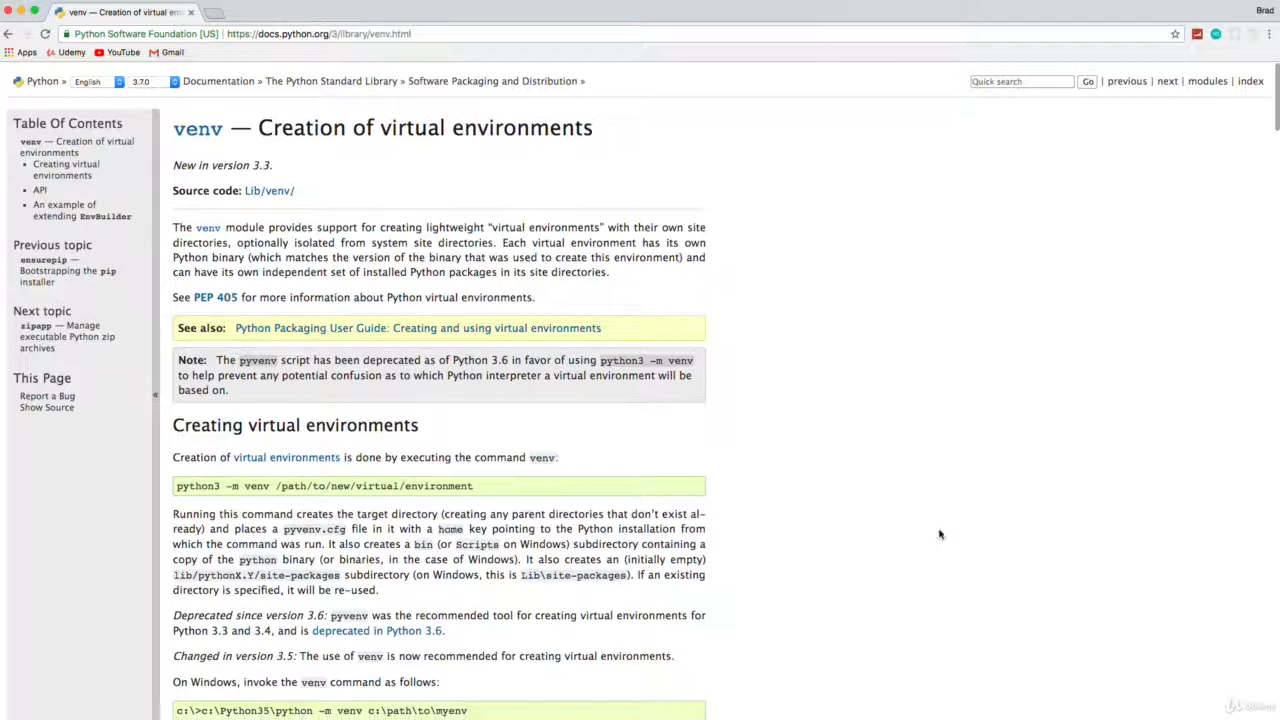 venv — Creation of virtual env
Brad
Python Software Foundation [US] https://docs.python.org/3/library/venv.html
Apps Udemy YouTube Gmail
Python » English 3.7.0 Documentation » The Python Standard Library » Software Packaging and Distribution »
Quick search Go | previous | next | modules | index
Table Of Contents
venv — Creation of virtual
environments
Creating virtual
environments
API
An example of
extending EnvBuilder
Previous topic
ensurepip —
Bootstrapping the pip
installer
Next topic
zipapp — Manage
executable Python zip
archives
This Page
Report a Bug
Show Source
«
venv — Creation of virtual environments
New in version 3.3.
Source code: Lib/venv/
The venv module provides support for creating lightweight “virtual environments” with their own site
directories, optionally isolated from system site directories. Each virtual environment has its own
Python binary (which matches the version of the binary that was used to create this environment) and
can have its own independent set of installed Python packages in its site directories.
See PEP 405 for more information about Python virtual environments.
See also: Python Packaging User Guide: Creating and using virtual environments
Note: The pyvenv script has been deprecated as of Python 3.6 in favor of using python3 -m venv
to help prevent any potential confusion as to which Python interpreter a virtual environment will be
based on.
Creating virtual environments
Creation of virtual environments is done by executing the command venv:
python3 -m venv /path/to/new/virtual/environment
Running this command creates the target directory (creating any parent directories that don’t exist al-
ready) and places a pyvenv.cfg file in it with a home key pointing to the Python installation from
which the command was run. It also creates a bin (or Scripts on Windows) subdirectory containing a
copy of the python binary (or binaries, in the case of Windows). It also creates an (initially empty)
lib/pythonX.Y/site-packages subdirectory (on Windows, this is Lib\site-packages). If an existing
directory is specified, it will be re-used.
Deprecated since version 3.6: pyvenv was the recommended tool for creating virtual environments for
Python 3.3 and 3.4, and is deprecated in Python 3.6.
Changed in version 3.5: The use of venv is now recommended for creating virtual environments.
On Windows, invoke the venv command as follows:
c:\>c:\Python35\python -m venv c:\path\to\myenv